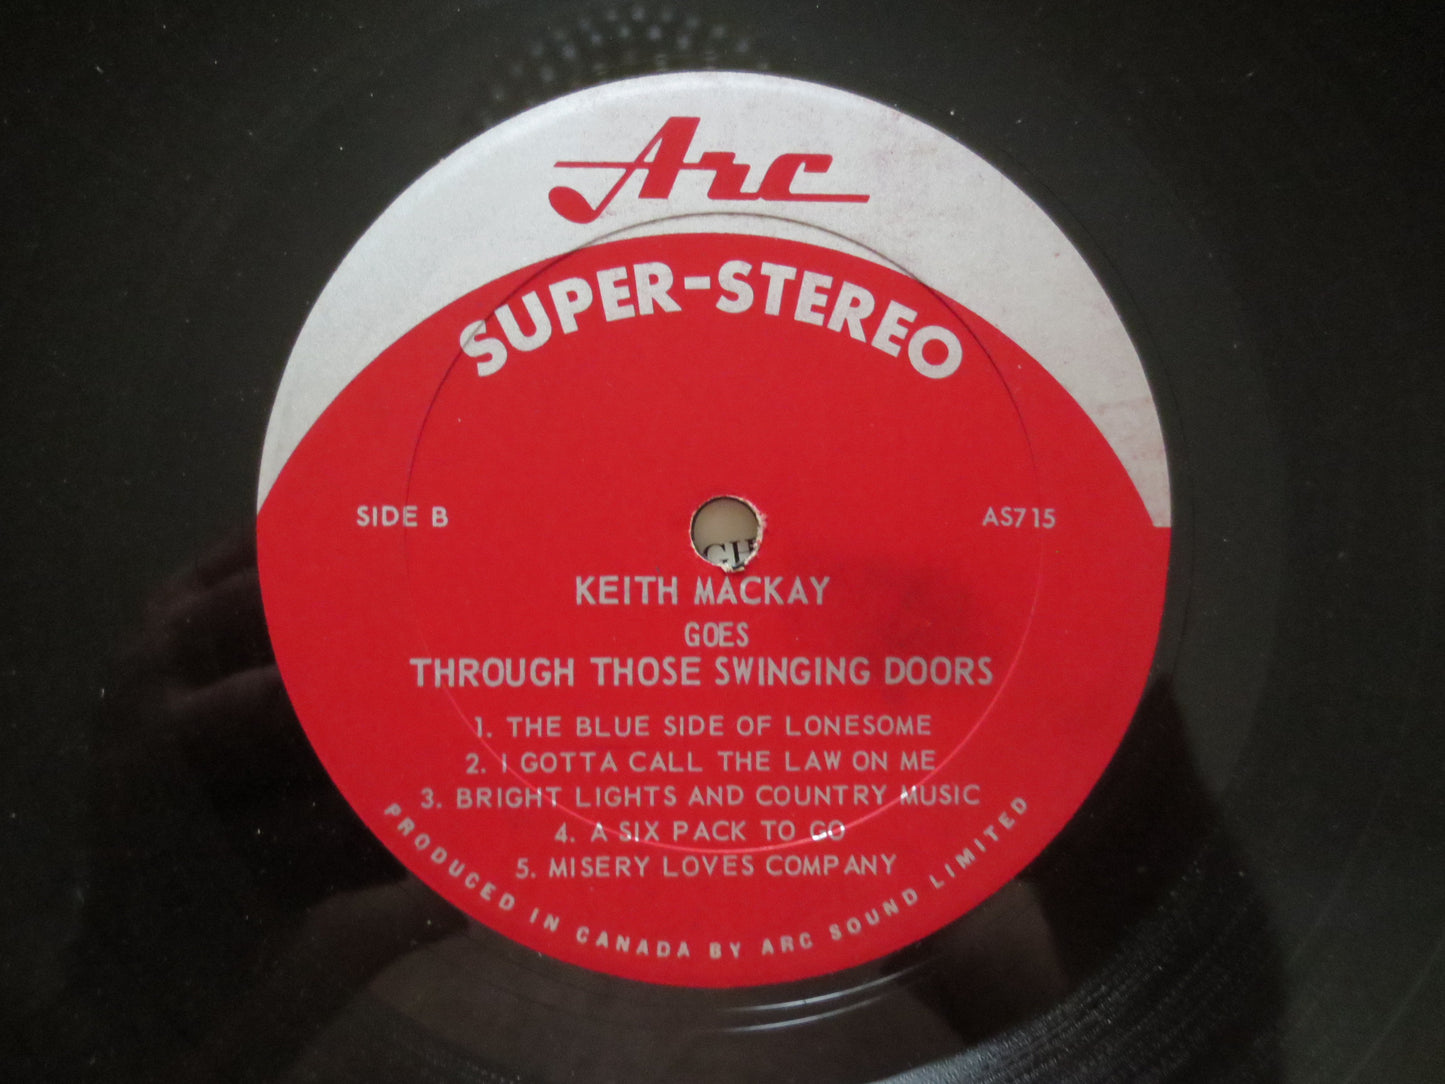 Arc
SUPER-STEREO
SIDE B
AS715
GH
KEITH MACKAY
GOES
THROUGH THOSE SWINGING DOORS
1. THE BLUE SIDE OF LONESOME
2. I GOTTA CALL THE LAW ON ME
3. BRIGHT LIGHTS AND COUNTRY MUSIC
4. A SIX PACK TO GO
5. MISERY LOVES COMPANY
PRODUCED IN CANADA BY ARC SOUND LIMITED